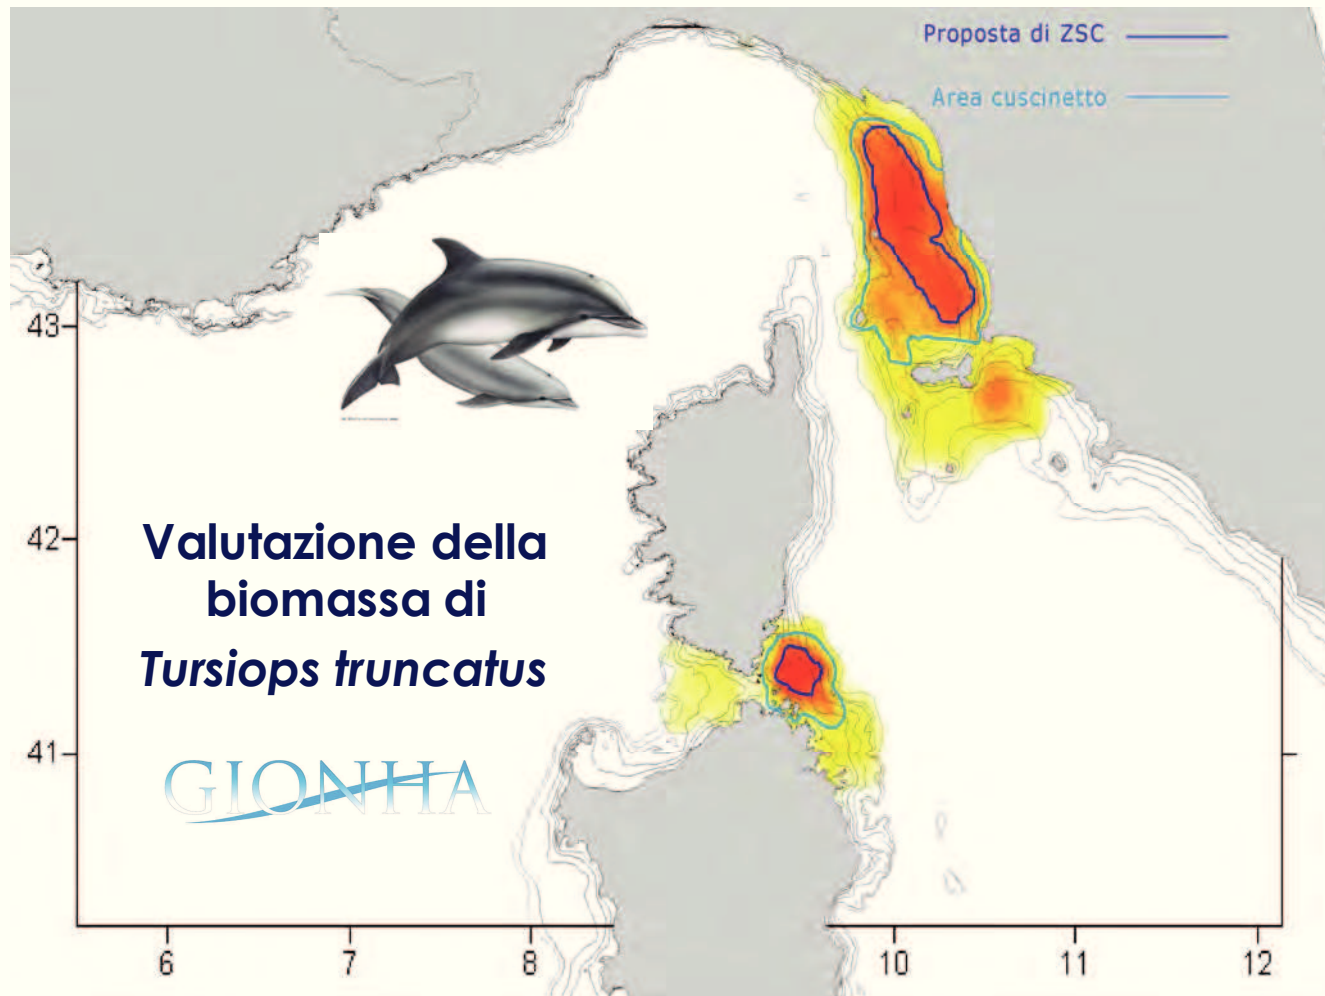 Proposta di ZSC
Area cuscinetto
43
42
41
Valutazione della
biomassa di
Tursiops truncatus
GIONHA
6
7
8
10
11
12